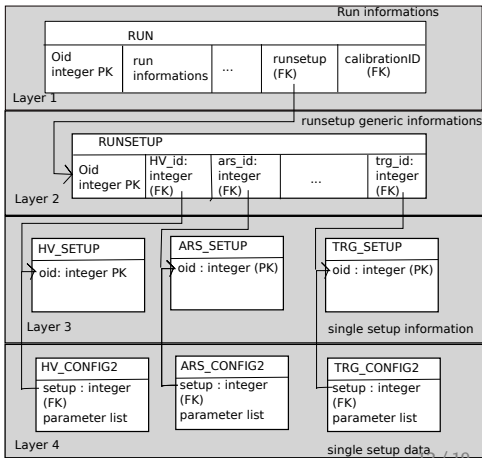 Run informations
RUN
Oid
integer PK
run
informations
...
runsetup
(FK)
calibrationID
(FK)
Layer 1
runsetup generic informations
RUNSETUP
Oid
integer PK
HV_id:
integer
(FK)
ars_id:
integer
(FK)
...
trg_id:
integer
(FK)
Layer 2
HV_SETUP
oid: integer PK
ARS_SETUP
oid : integer (PK)
TRG_SETUP
oid : integer (PK)
Layer 3
single setup information
HV_CONFIG2
setup : integer
(FK)
parameter list
ARS_CONFIG2
setup : integer
(FK)
parameter list
TRG_CONFIG2
setup : integer
(FK)
parameter list
Layer 4
single setup data